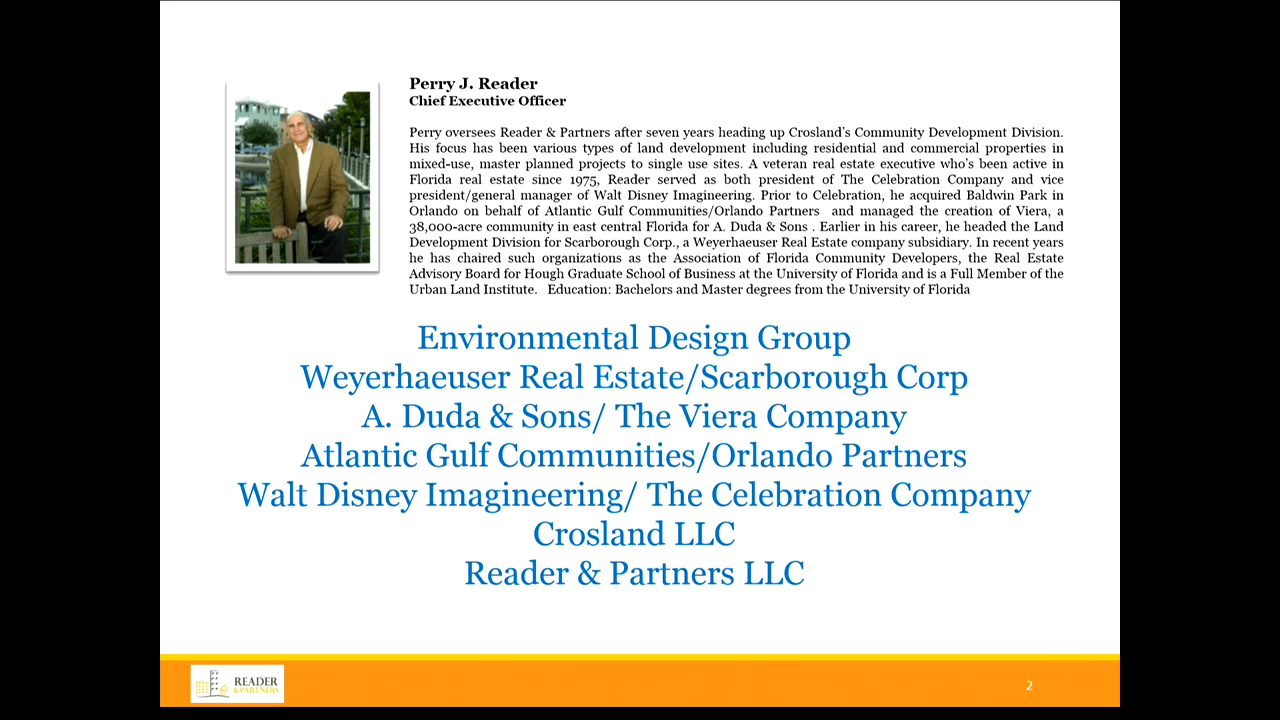 Perry J. Reader
Chief Executive Officer
Perry oversees Reader & Partners after seven years heading up Crosland's Community Development Division.
His focus has been various types of land development including residential and commercial properties in
mixed-use, master planned projects to single use sites. A veteran real estate executive who's been active in
Florida real estate since 1975, Reader served as both president of The Celebration Company and vice
president/general manager of Walt Disney Imagineering. Prior to Celebration, he acquired Baldwin Park in
Orlando on behalf of Atlantic Gulf Communities/Orlando Partners and managed the creation of Viera, a
38,000-acre community in east central Florida for A. Duda & Sons . Earlier in his career, he headed the Land
Development Division for Scarborough Corp., a Weyerhaeuser Real Estate company subsidiary. In recent years
he has chaired such organizations as the Association of Florida Community Developers, the Real Estate
Advisory Board for Hough Graduate School of Business at the University of Florida and is a Full Member of the
Urban Land Institute. Education: Bachelors and Master degrees from the University of Florida
Environmental Design Group
Weyerhaeuser Real Estate/Scarborough Corp
A. Duda & Sons/ The Viera Company
Atlantic Gulf Communities/Orlando Partners
Walt Disney Imagineering/ The Celebration Company
Crosland LLC
Reader & Partners LLC
READER
& PARTNERS
2